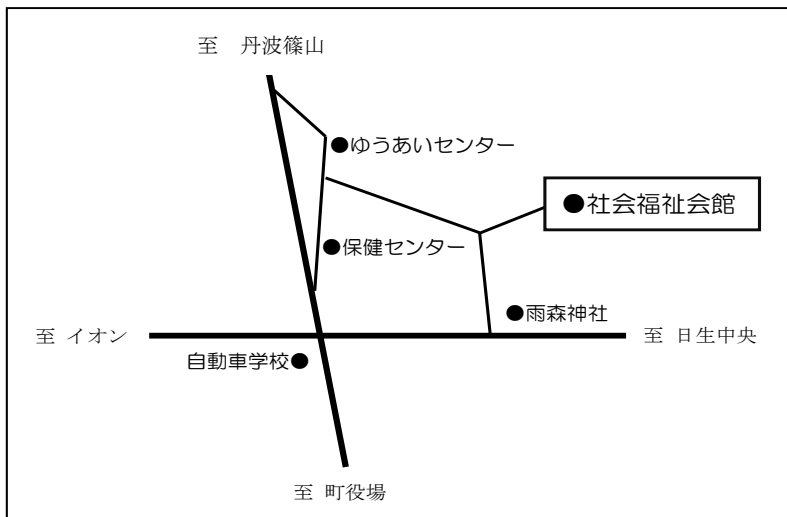 至　丹波篠山
●ゆうあいセンター
●社会福祉会館
●保健センター
●雨森神社
至 イオン
至 日生中央
自動車学校●
至 町役場